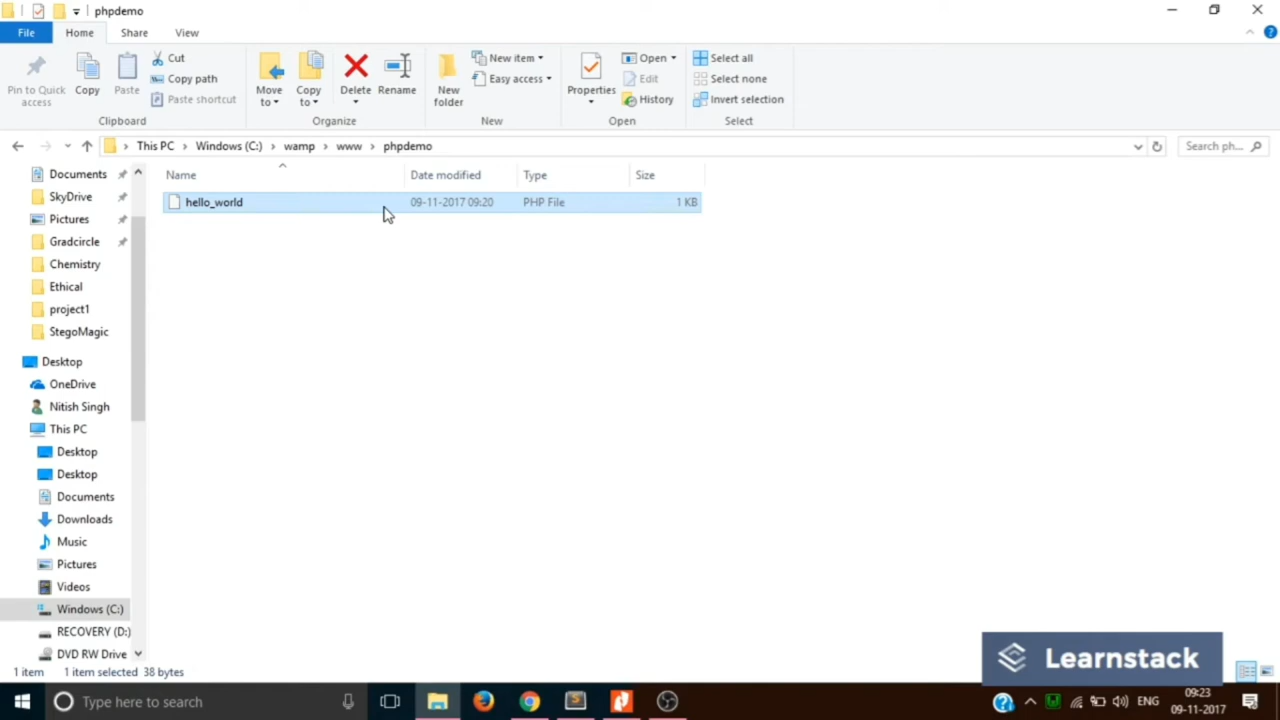 phpdemo
File Home Share View
Pin to Quick access
Copy
Paste
Cut
Copy path
Paste shortcut
Clipboard
Move to
Copy to
Delete
Rename
Organize
New folder
New item
Easy access
New
Properties
Open
Edit
History
Open
Select all
Select none
Invert selection
Select
This PC Windows (C:) wamp www phpdemo
Search ph...
Name Date modified Type Size
hello_world 09-11-2017 09:20 PHP File 1 KB
Documents
SkyDrive
Pictures
Gradcircle
Chemistry
Ethical
project1
StegoMagic
Desktop
OneDrive
Nitish Singh
This PC
Desktop
Desktop
Documents
Downloads
Music
Pictures
Videos
Windows (C:)
RECOVERY (D:)
DVD RW Drive
1 item 1 item selected 38 bytes
Learnstack
Type here to search
ENG
09:23
09-11-2017